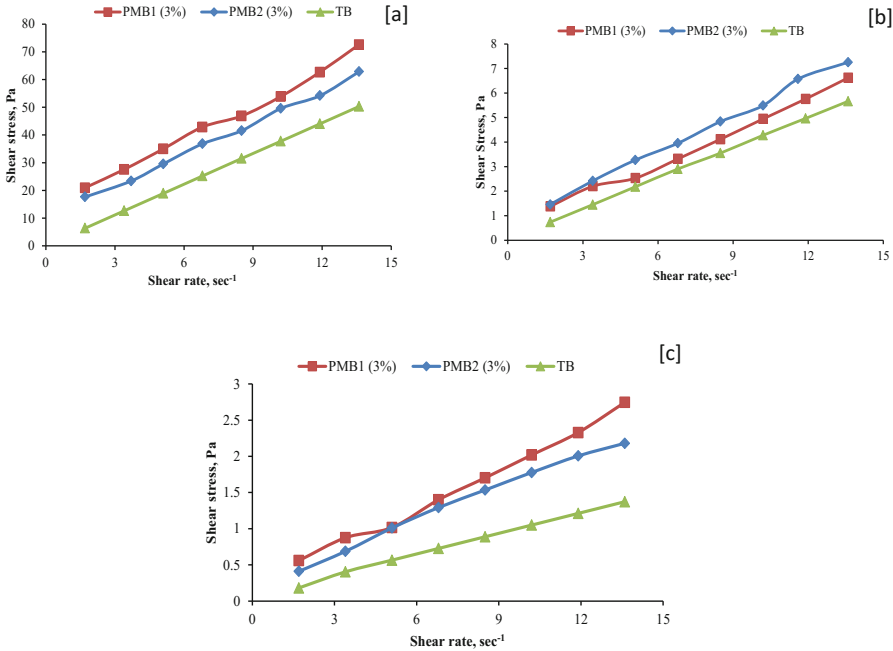 PMB1 (3%) PMB2 (3%) TB
[a]
80
70
60
50
40
30
20
10
0
Shear stress, Pa
0 3 6 9 12 15
Shear rate, sec⁻¹
[b]
PMB1 (3%) PMB2 (3%) TB
8
7
6
5
4
3
2
1
0
Shear Stress, Pa
0 3 6 9 12 15
Shear rate, sec⁻¹
[c]
PMB1 (3%) PMB2 (3%) TB
3
2.5
2
1.5
1
0.5
0
Shear stress, Pa
0 3 6 9 12 15
Shear rate, sec⁻¹